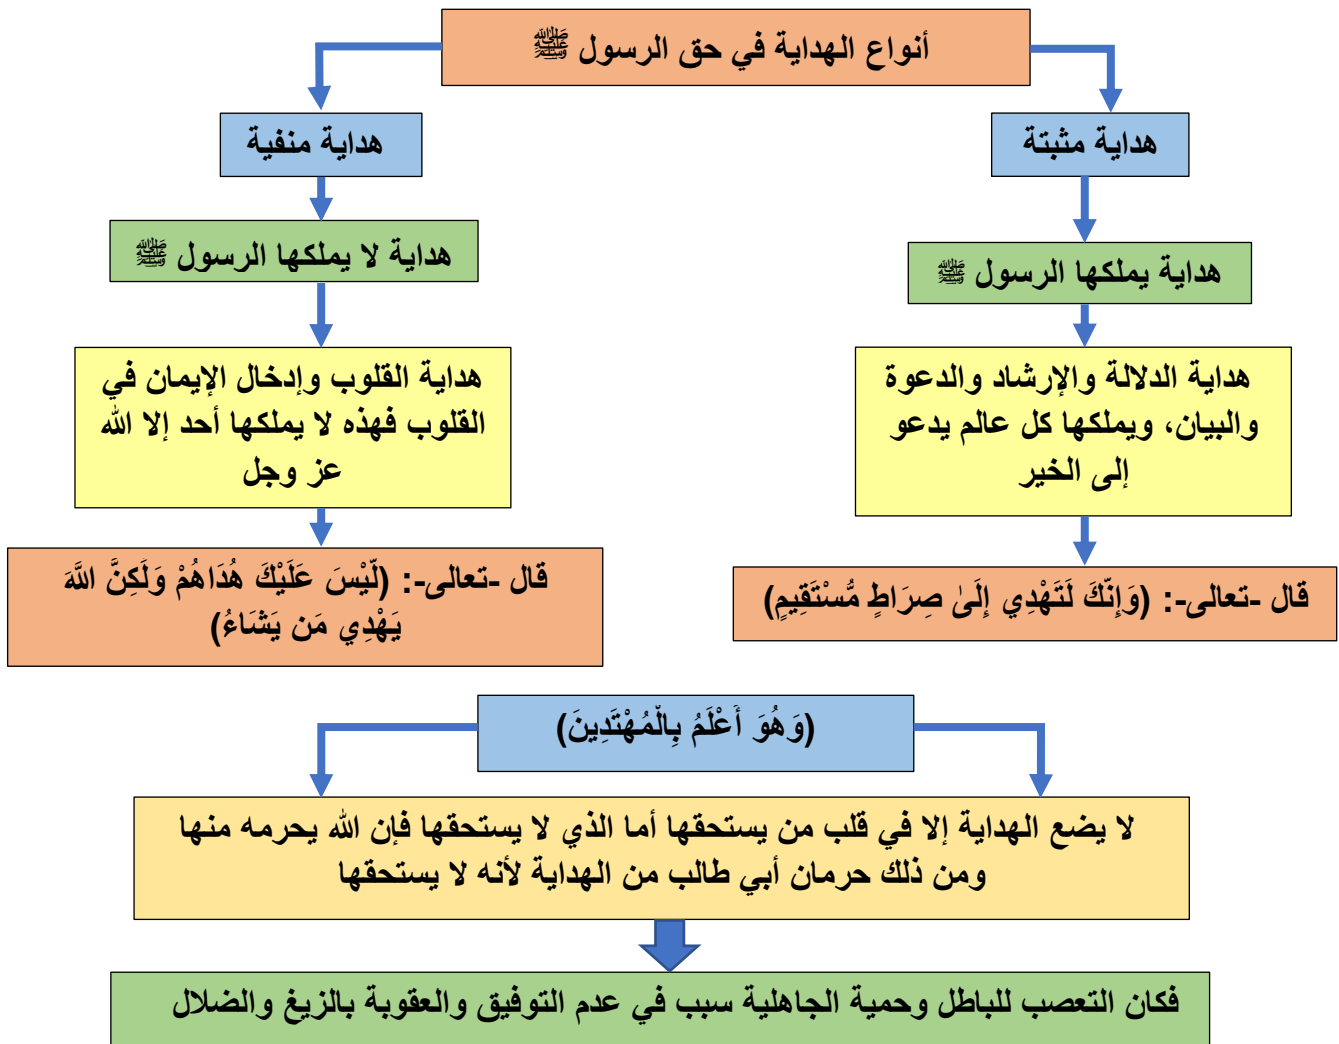 أنواع الهداية في حق الرسول ﷺ
هداية مثبتة
هداية منفية
هداية يملكها الرسول ﷺ
هداية لا يملكها الرسول ﷺ
هداية الدلالة والإرشاد والدعوة
والبيان، ويملكها كل عالم يدعو
إلى الخير
هداية القلوب وإدخال الإيمان في
القلوب فهذه لا يملكها أحد إلا الله
عز وجل
قال -تعالى-: (وَإِنَّكَ لَتَهْدِي إِلَىٰ صِرَاطٍ مُّسْتَقِيمٍ)
قال -تعالى-: (لَّيْسَ عَلَيْكَ هُدَاهُمْ وَلَكِنَّ اللَّهَ
يَهْدِي مَن يَشَاءُ)
(وَهُوَ أَعْلَمُ بِالْمُهْتَدِينَ)
لا يضع الهداية إلا في قلب من يستحقها أما الذي لا يستحقها فإن الله يحرمه منها
ومن ذلك حرمان أبي طالب من الهداية لأنه لا يستحقها
فكان التعصب للباطل وحمية الجاهلية سبب في عدم التوفيق والعقوبة بالزيغ والضلال